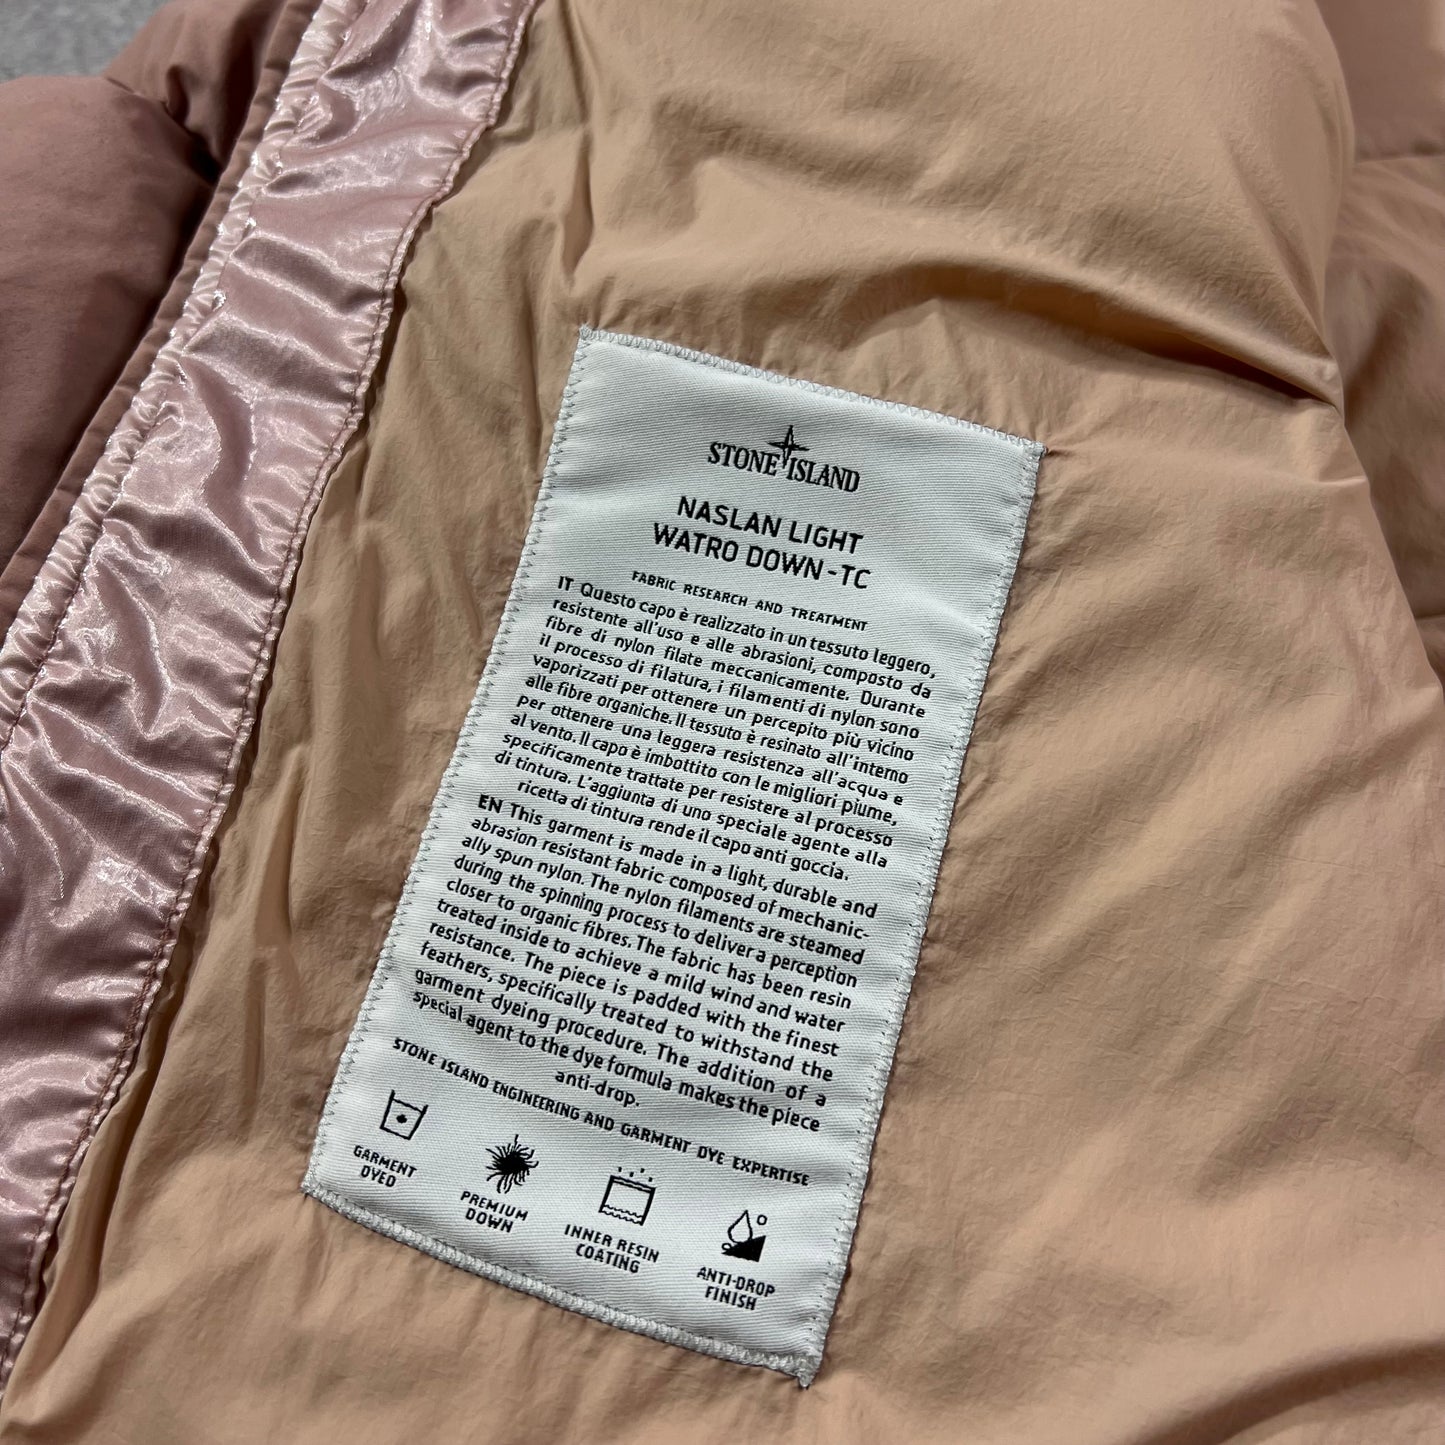 STONE ISLAND
NASLAN LIGHT
WATRO DOWN -TC
FABRIC RESEARCH AND TREATMENT
IT Questo capo è realizzato in un tessuto leggero,
resistente all'uso e alle abrasioni, composto da
fibre di nylon filate meccanicamente. Durante
il processo di filatura, i filamenti di nylon sono
vaporizzati per ottenere un percepito più vicino
alle fibre organiche. Il tessuto è resinato all'interno
per ottenere una leggera resistenza all'acqua e
al vento. Il capo è imbottito con le migliori piume,
specificamente trattate per resistere al processo
di tintura. L'aggiunta di uno speciale agente alla
ricetta di tintura rende il capo anti goccia.
EN This garment is made in a light, durable and
abrasion resistant fabric composed of mechanic-
ally spun nylon. The nylon filaments are steamed
during the spinning process to deliver a perception
closer to organic fibres. The fabric has been resin
treated inside to achieve a mild wind and water
resistance. The piece is padded with the finest
feathers, specifically treated to withstand the
garment dyeing procedure. The addition of a
special agent to the dye formula makes the piece
anti-drop.
STONE ISLAND ENGINEERING AND GARMENT DYE EXPERTISE
GARMENT
DYED
PREMIUM
DOWN
INNER RESIN
COATING
ANTI-DROP
FINISH